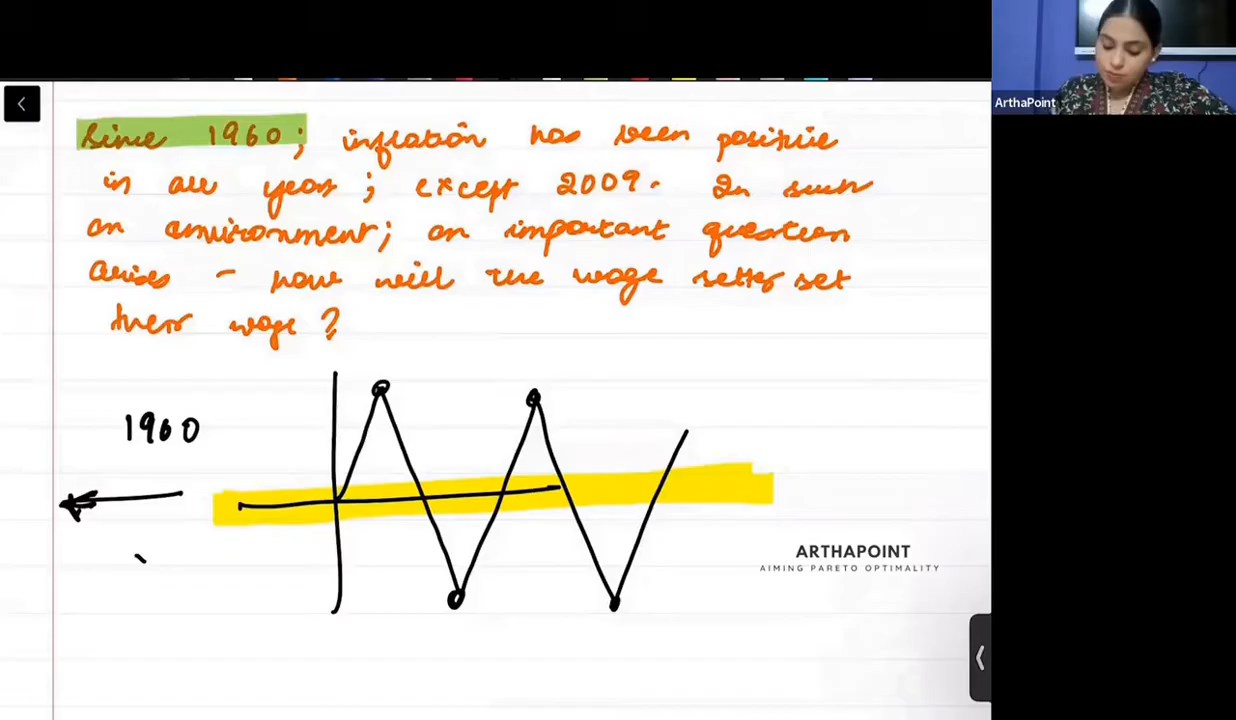 ArthaPoint
Since 1960; inflation has been positive
in all years; except 2009. In such
an environment; an important question
arises - how will the wage setters set
their wage?
1960
ARTHAPOINT
AIMING PARETO OPTIMALITY